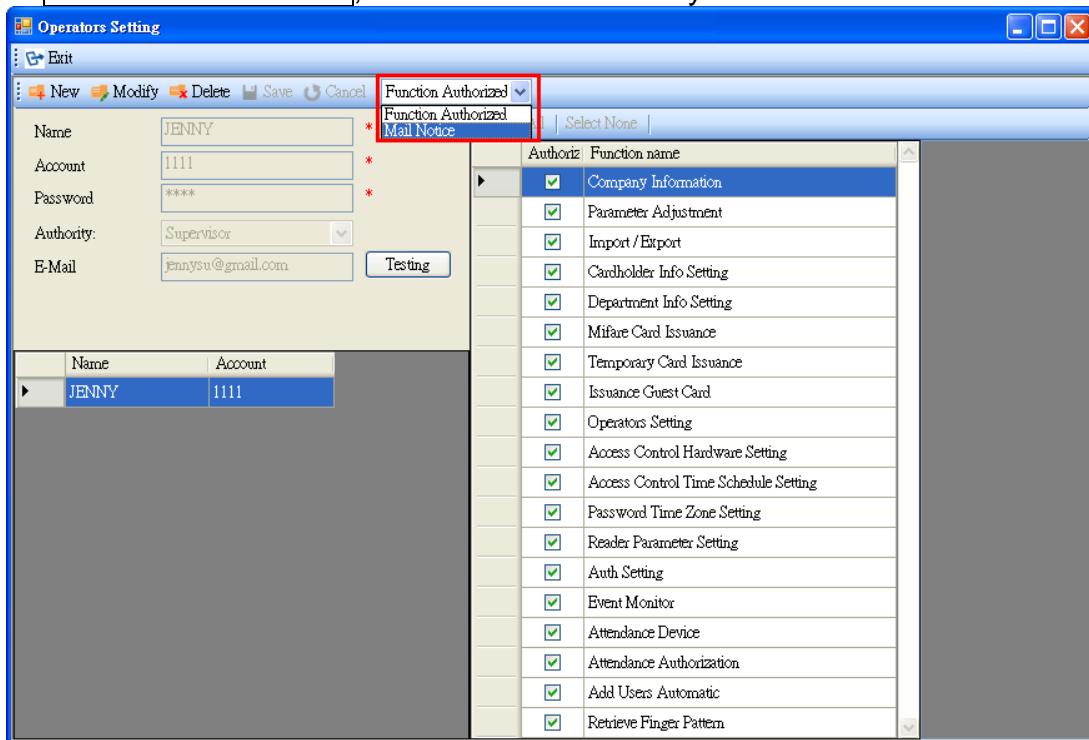 Operators Setting
Exit
New Modify Delete Save Cancel Function Authorized
Function Authorized
Mail Notice
Select None
Name JENNY *
Account 1111 *
Password **** *
Authority: Supervisor
E-Mail jennysu@gmail.com Testing
Name Account
JENNY 1111
Authoriz Function name
Company Information
Parameter Adjustment
Import / Export
Cardholder Info Setting
Department Info Setting
Mifare Card Issuance
Temporary Card Issuance
Issuance Guest Card
Operators Setting
Access Control Hardware Setting
Access Control Time Schedule Setting
Password Time Zone Setting
Reader Parameter Setting
Auth Setting
Event Monitor
Attendance Device
Attendance Authorization
Add Users Automatic
Retrieve Finger Pattern